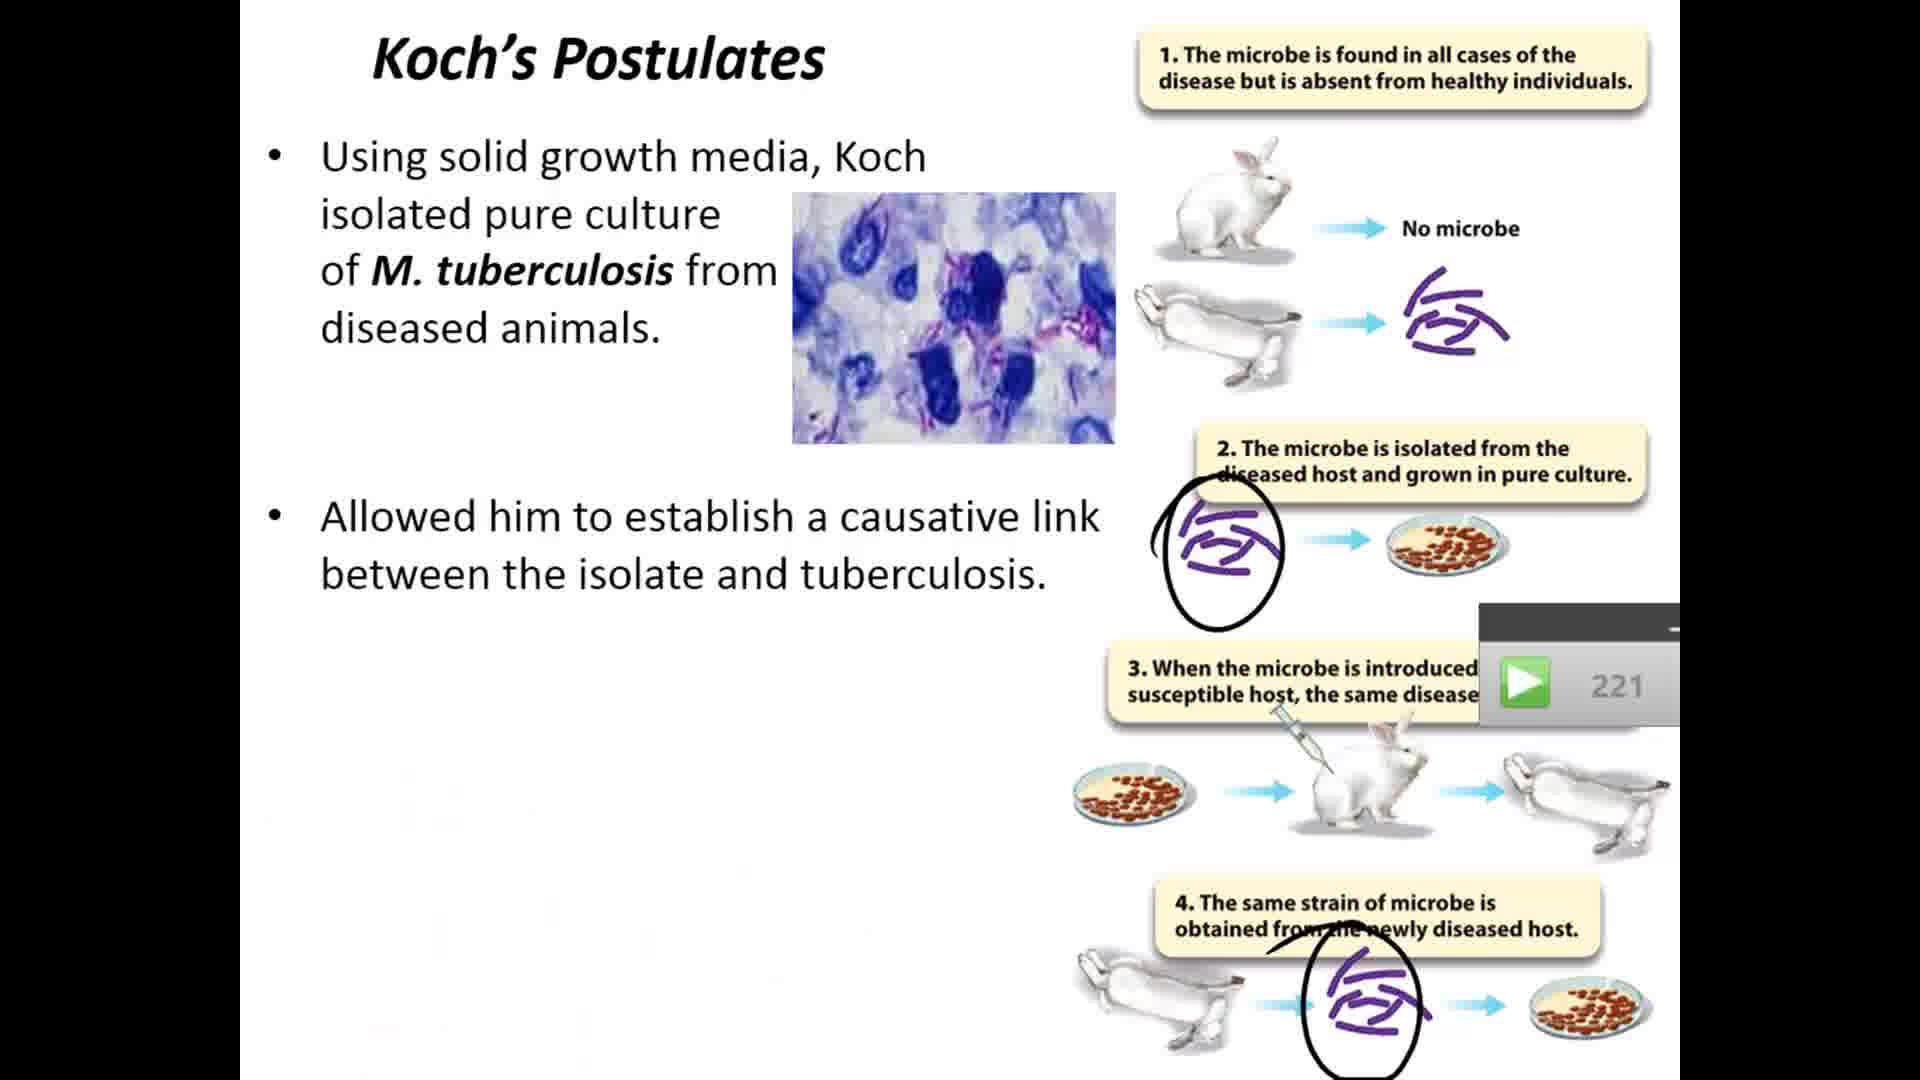 Koch's Postulates
• Using solid growth media, Koch
isolated pure culture
of M. tuberculosis from
diseased animals.
• Allowed him to establish a causative link
between the isolate and tuberculosis.
1. The microbe is found in all cases of the
disease but is absent from healthy individuals.
No microbe
2. The microbe is isolated from the
diseased host and grown in pure culture.
3. When the microbe is introduced
susceptible host, the same disease
221
4. The same strain of microbe is
obtained from the newly diseased host.